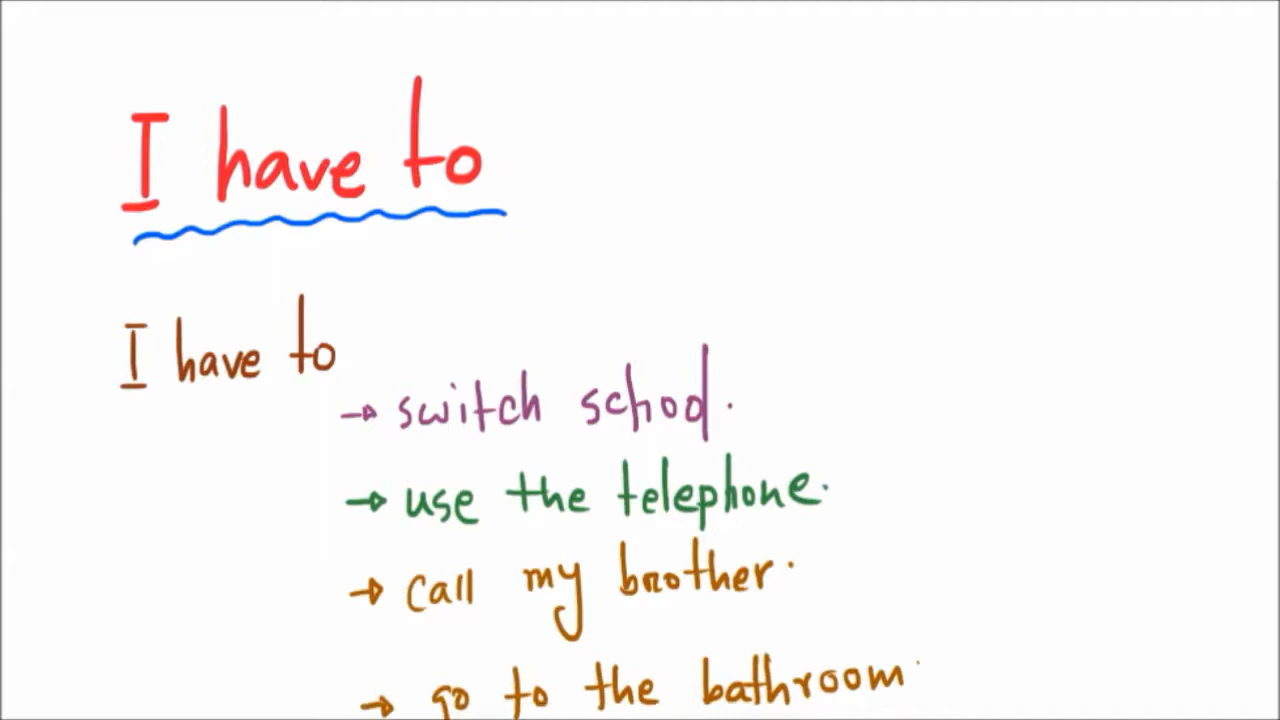 I have to
I have to
→ switch school.
→ use the telephone.
→ call my brother.
→ go to the bathroom.